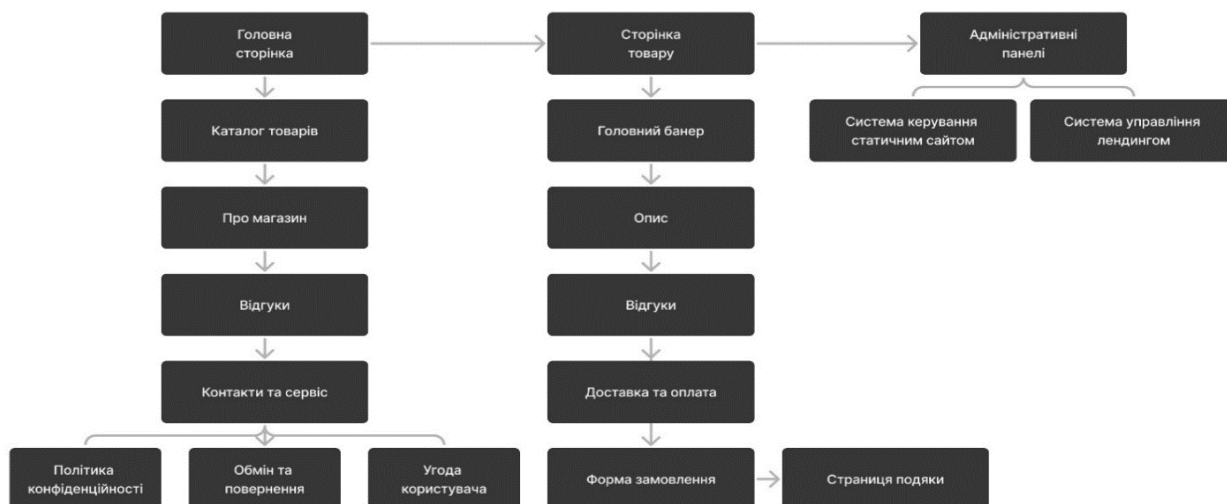 Головна
сторінка
Сторінка
товару
Адміністративні
панелі
Каталог товарів
Головний банер
Система керування
статичним сайтом
Система управління
лендингом
Про магазин
Опис
Відгуки
Відгуки
Контакти та сервіс
Доставка та оплата
Політика
конфіденційності
Обмін та
повернення
Угода
користувача
Форма замовлення
Страниця подяки